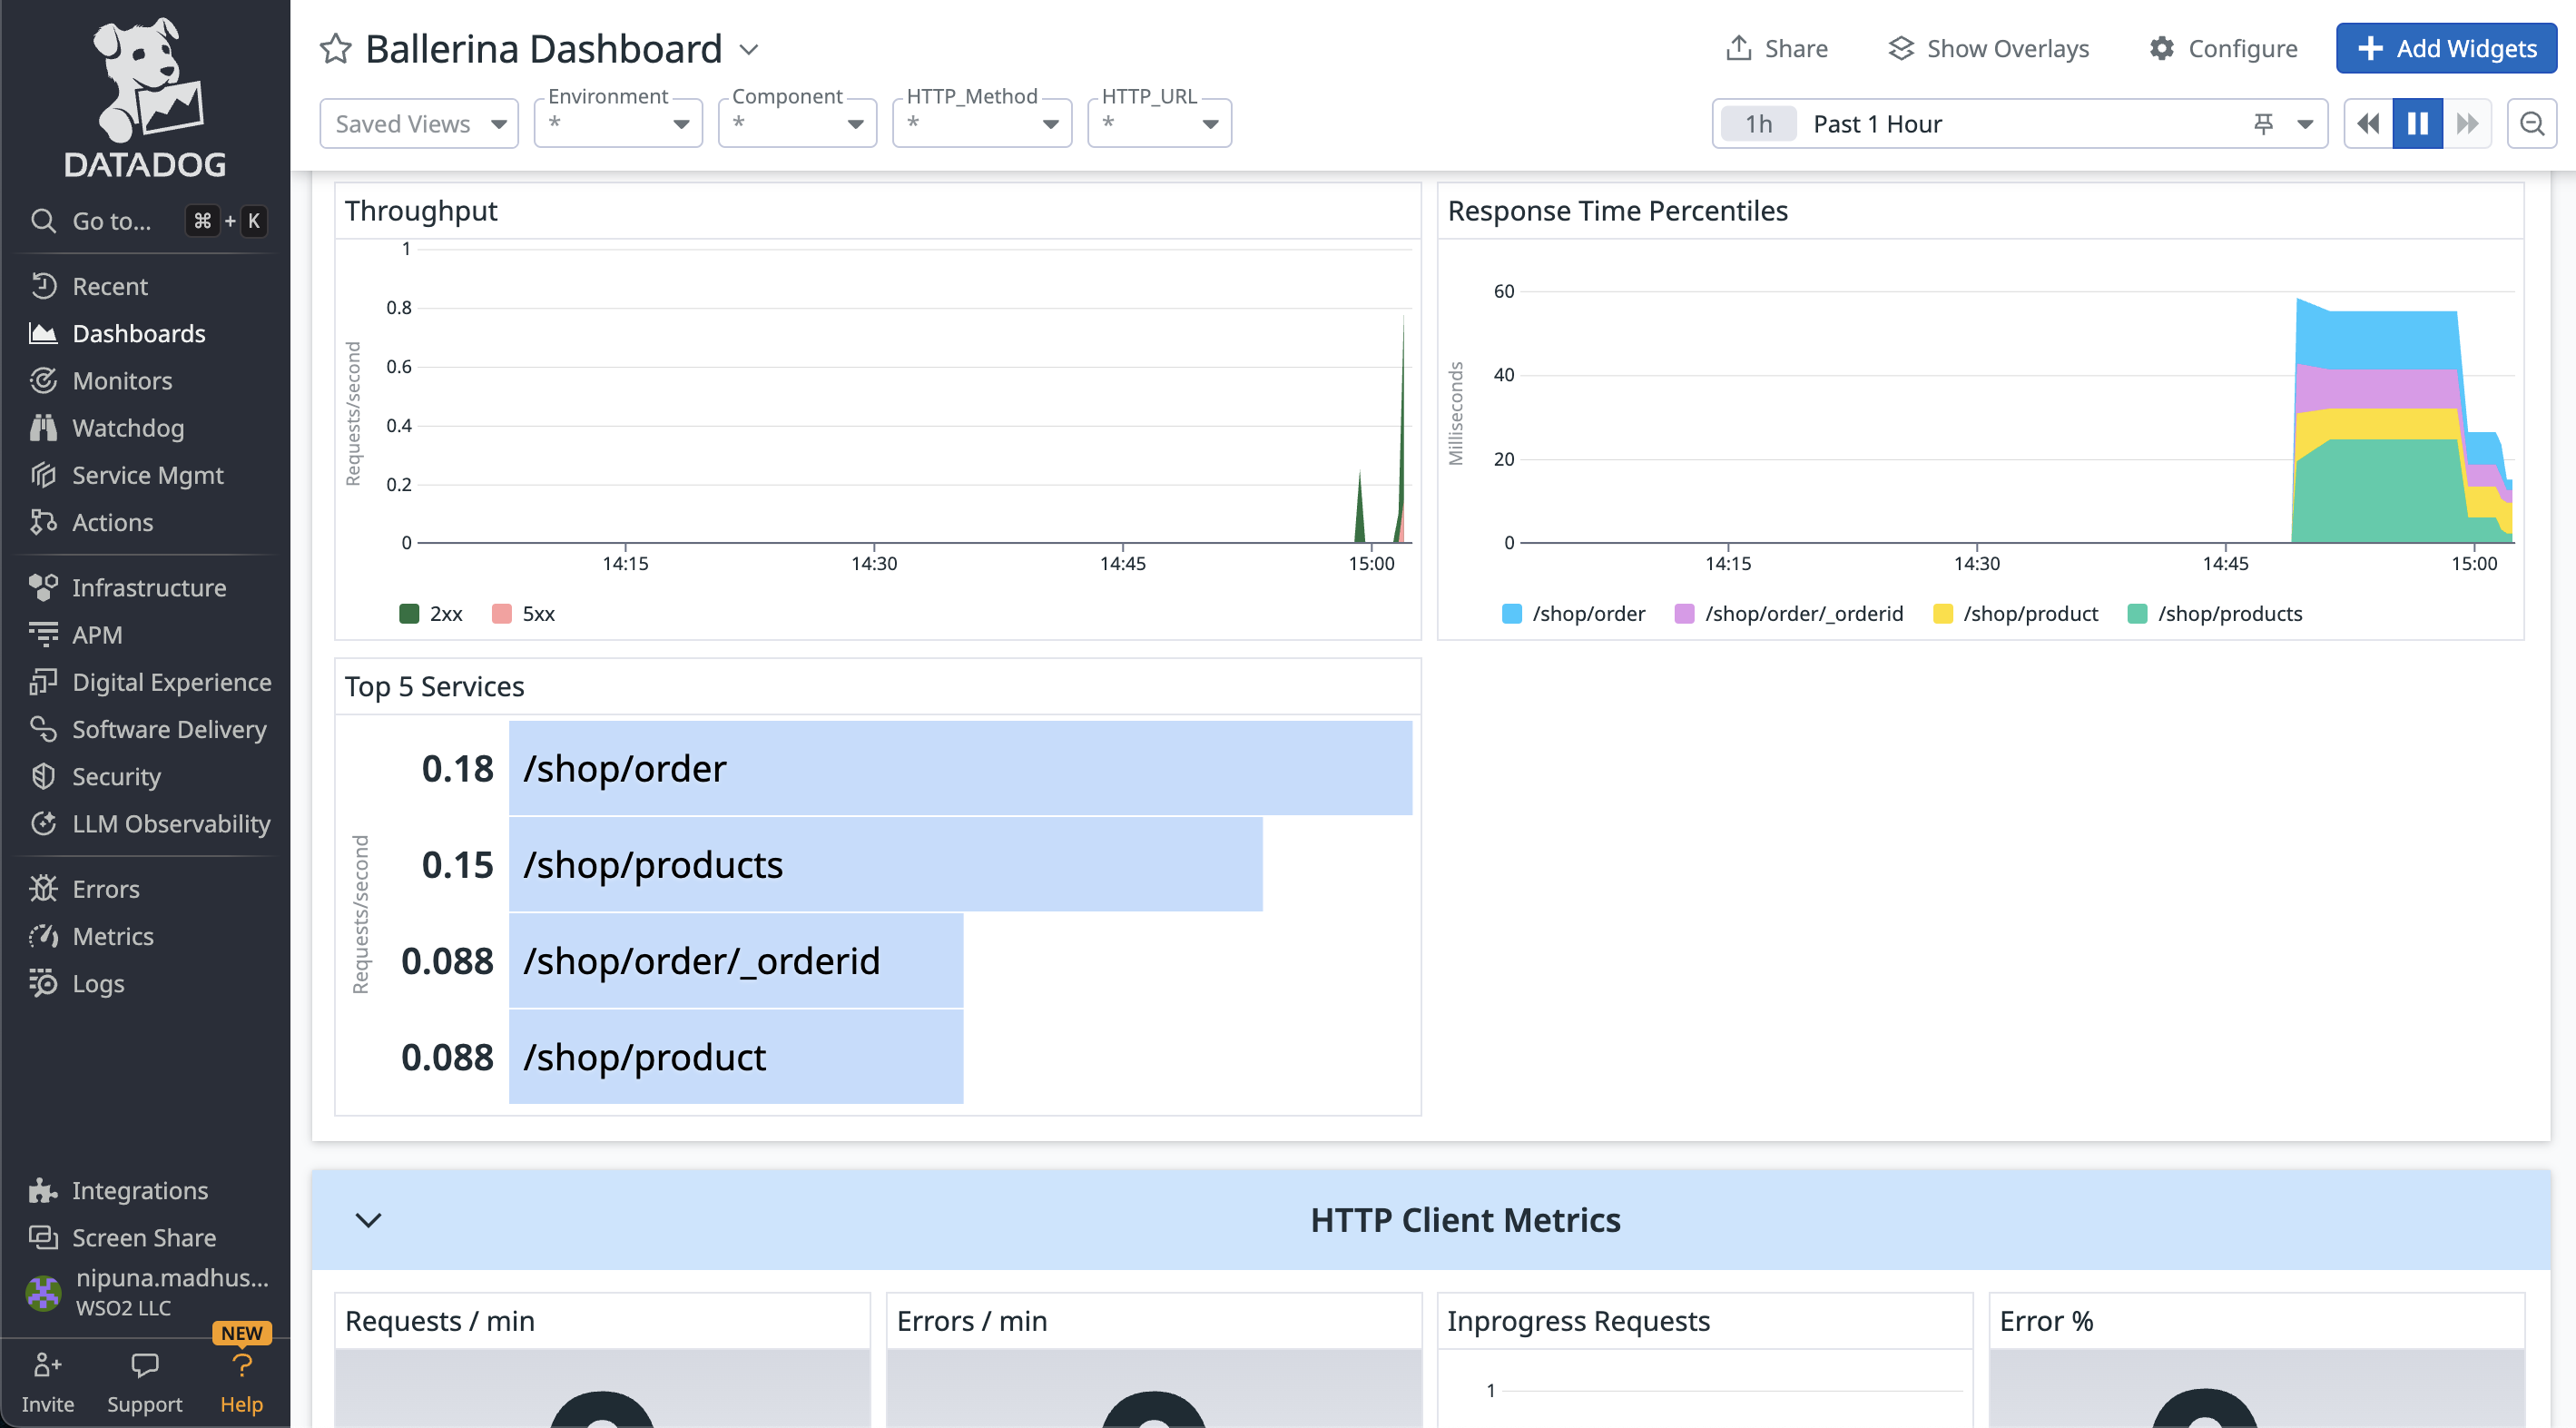 DATADOG
Go to... ⌘ + K
Recent
Dashboards
Monitors
Watchdog
Service Mgmt
Actions
Infrastructure
APM
Digital Experience
Software Delivery
Security
LLM Observability
Errors
Metrics
Logs
Integrations
Screen Share
nipuna.madhus...
WSO2 LLC
NEW
Invite Support Help
Ballerina Dashboard
Share Show Overlays Configure + Add Widgets
Saved Views
Environment
*
Component
*
HTTP_Method
*
HTTP_URL
*
1h Past 1 Hour
Throughput
Requests/second
1
0.8
0.6
0.4
0.2
0
14:15 14:30 14:45 15:00
2xx 5xx
Response Time Percentiles
Milliseconds
60
40
20
0
14:15 14:30 14:45 15:00
/shop/order /shop/order/_orderid /shop/product /shop/products
Top 5 Services
Requests/second
0.18 /shop/order
0.15 /shop/products
0.088 /shop/order/_orderid
0.088 /shop/product
HTTP Client Metrics
Requests / min
Errors / min
Inprogress Requests
1
Error %